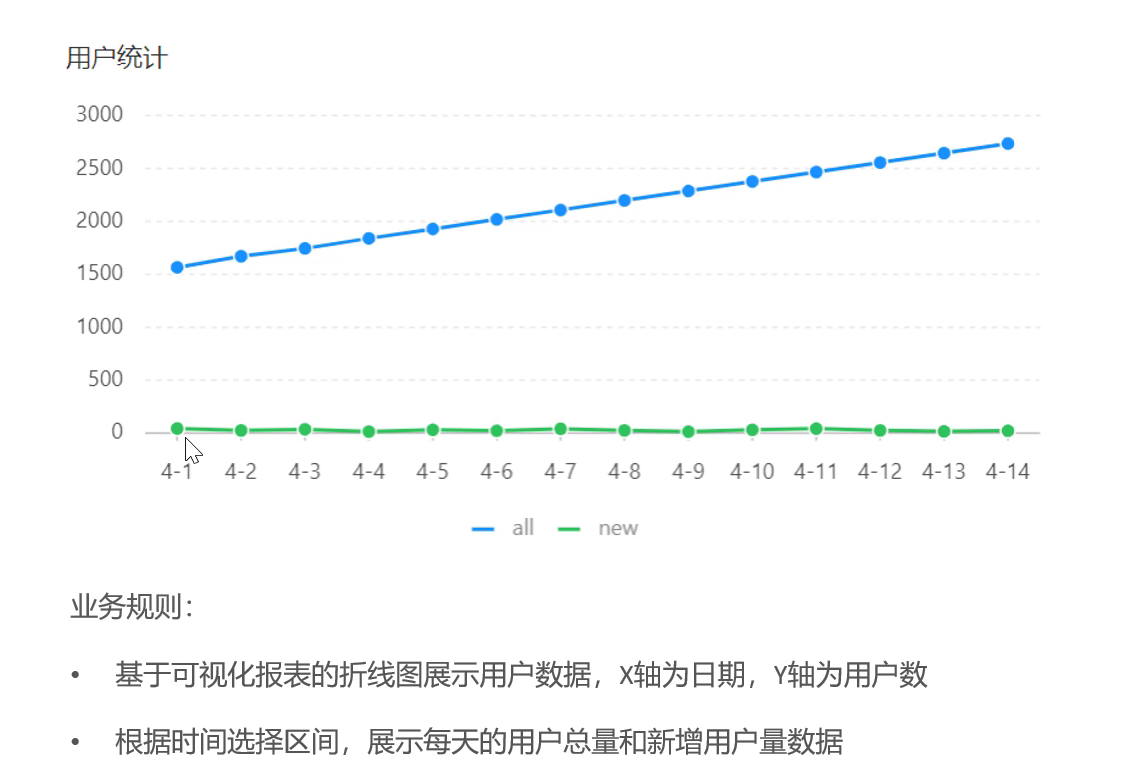 用户统计
3000
2500
2000
1500
1000
500
0
4-1 4-2 4-3 4-4 4-5 4-6 4-7 4-8 4-9 4-10 4-11 4-12 4-13 4-14
all new
业务规则：
• 基于可视化报表的折线图展示用户数据，X轴为日期，Y轴为用户数
• 根据时间选择区间，展示每天的用户总量和新增用户量数据